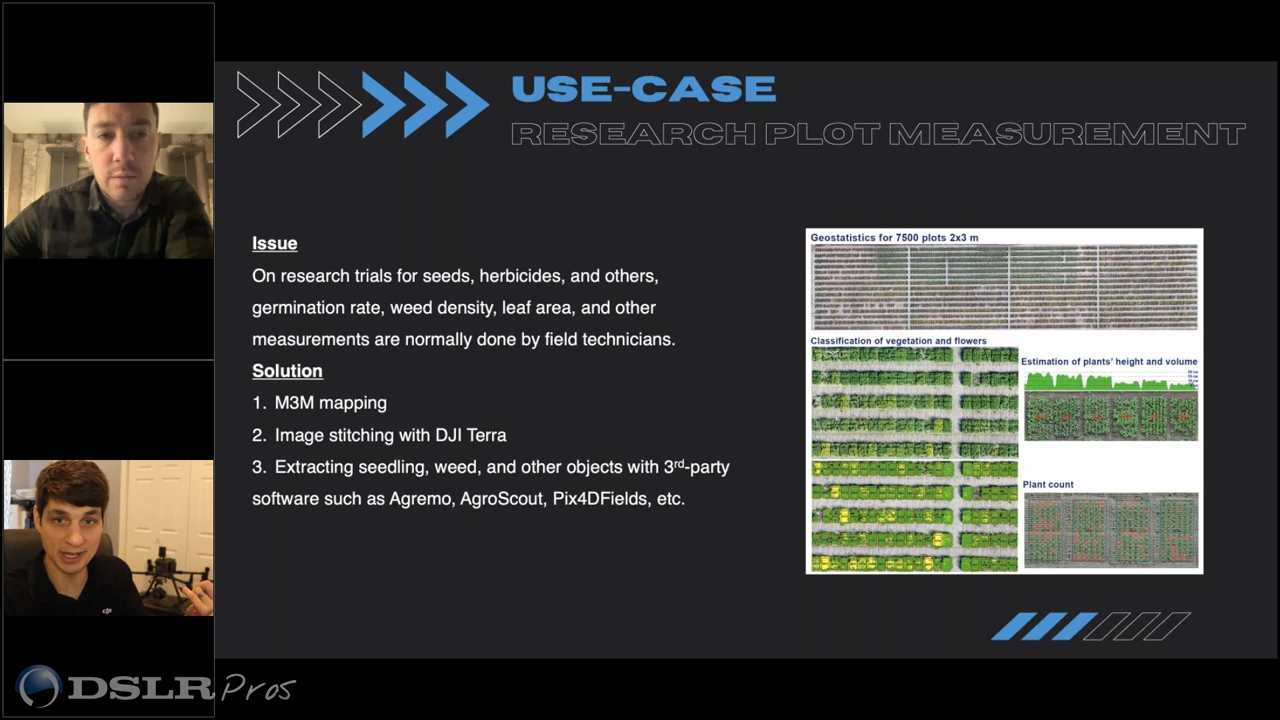 USE-CASE
RESEARCH PLOT MEASUREMENT
Issue
On research trials for seeds, herbicides, and others,
germination rate, weed density, leaf area, and other
measurements are normally done by field technicians.
Solution
1. M3M mapping
2. Image stitching with DJI Terra
3. Extracting seedling, weed, and other objects with 3rd-party
software such as Agremo, AgroScout, Pix4DFields, etc.
Geostatistics for 7500 plots 2x3 m
Classification of vegetation and flowers
Estimation of plants' height and volume
Plant count
dji
DSLR Pros